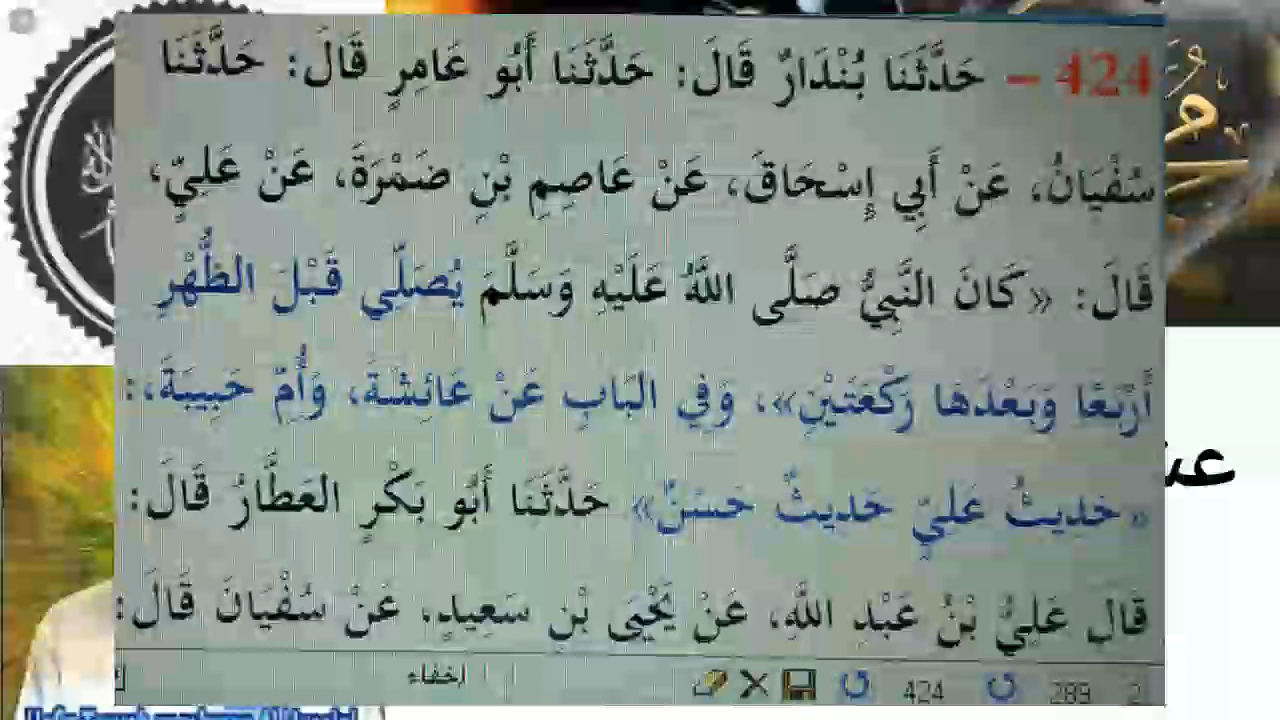 424 – حَدَّثَنَا بُنْدَارٌ قَالَ: حَدَّثَنَا أَبُو عَامِرٍ قَالَ: حَدَّثَنَا
سُفْيَانُ، عَنْ أَبِي إِسْحَاقَ، عَنْ عَاصِمِ بْنِ ضَمْرَةَ، عَنْ عَلِيٍّ،
قَالَ: «كَانَ النَّبِيُّ صَلَّى اللَّهُ عَلَيْهِ وَسَلَّمَ يُصَلِّي قَبْلَ الظُّهْرِ
أَرْبَعًا وَبَعْدَهَا رَكْعَتَيْنِ»، وَفِي البَابِ عَنْ عَائِشَةَ، وَأُمِّ حَبِيبَةَ،:
«حَدِيثُ عَلِيٍّ حَدِيثٌ حَسَنٌ» حَدَّثَنَا أَبُو بَكْرٍ العَطَّارُ قَالَ:
قَالَ عَلِيُّ بْنُ عَبْدِ اللَّهِ، عَنْ يَحْيَى بْنِ سَعِيدٍ، عَنْ سُفْيَانَ قَالَ:
2 289 424 إخفاء